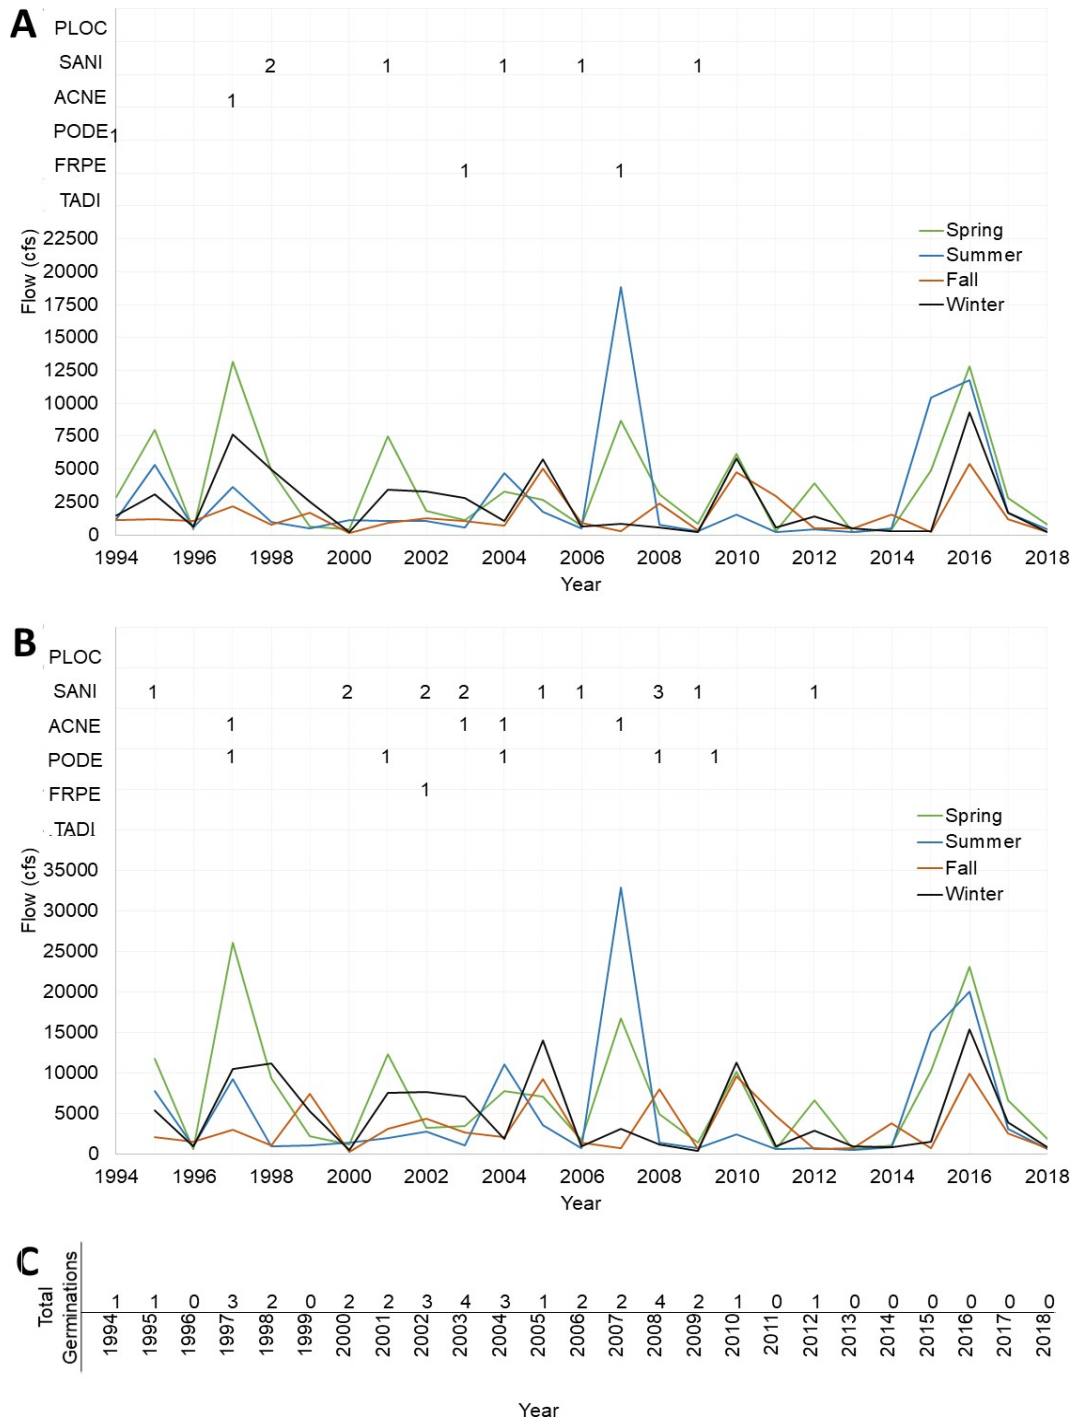 A
PLOC
SANI 2 1 1 1 1
ACNE 1
PODE 1
FRPE 1 1
TADI
Flow (cfs)
22500
20000
17500
15000
12500
10000
7500
5000
2500
0
Spring
Summer
Fall
Winter
1994 1996 1998 2000 2002 2004 2006 2008 2010 2012 2014 2016 2018
Year
B
PLOC
SANI 1 2 2 2 1 1 3 1 1
ACNE 1 1 1 1
PODE 1 1 1 1 1
FRPE 1
TADI
Flow (cfs)
35000
30000
25000
20000
15000
10000
5000
0
Spring
Summer
Fall
Winter
1994 1996 1998 2000 2002 2004 2006 2008 2010 2012 2014 2016 2018
Year
C
Total
Germinations
1 1 0 3 2 0 2 2 3 4 3 1 2 2 4 2 1 0 1 0 0 0 0 0 0
1994 1995 1996 1997 1998 1999 2000 2001 2002 2003 2004 2005 2006 2007 2008 2009 2010 2011 2012 2013 2014 2015 2016 2017 2018
Year